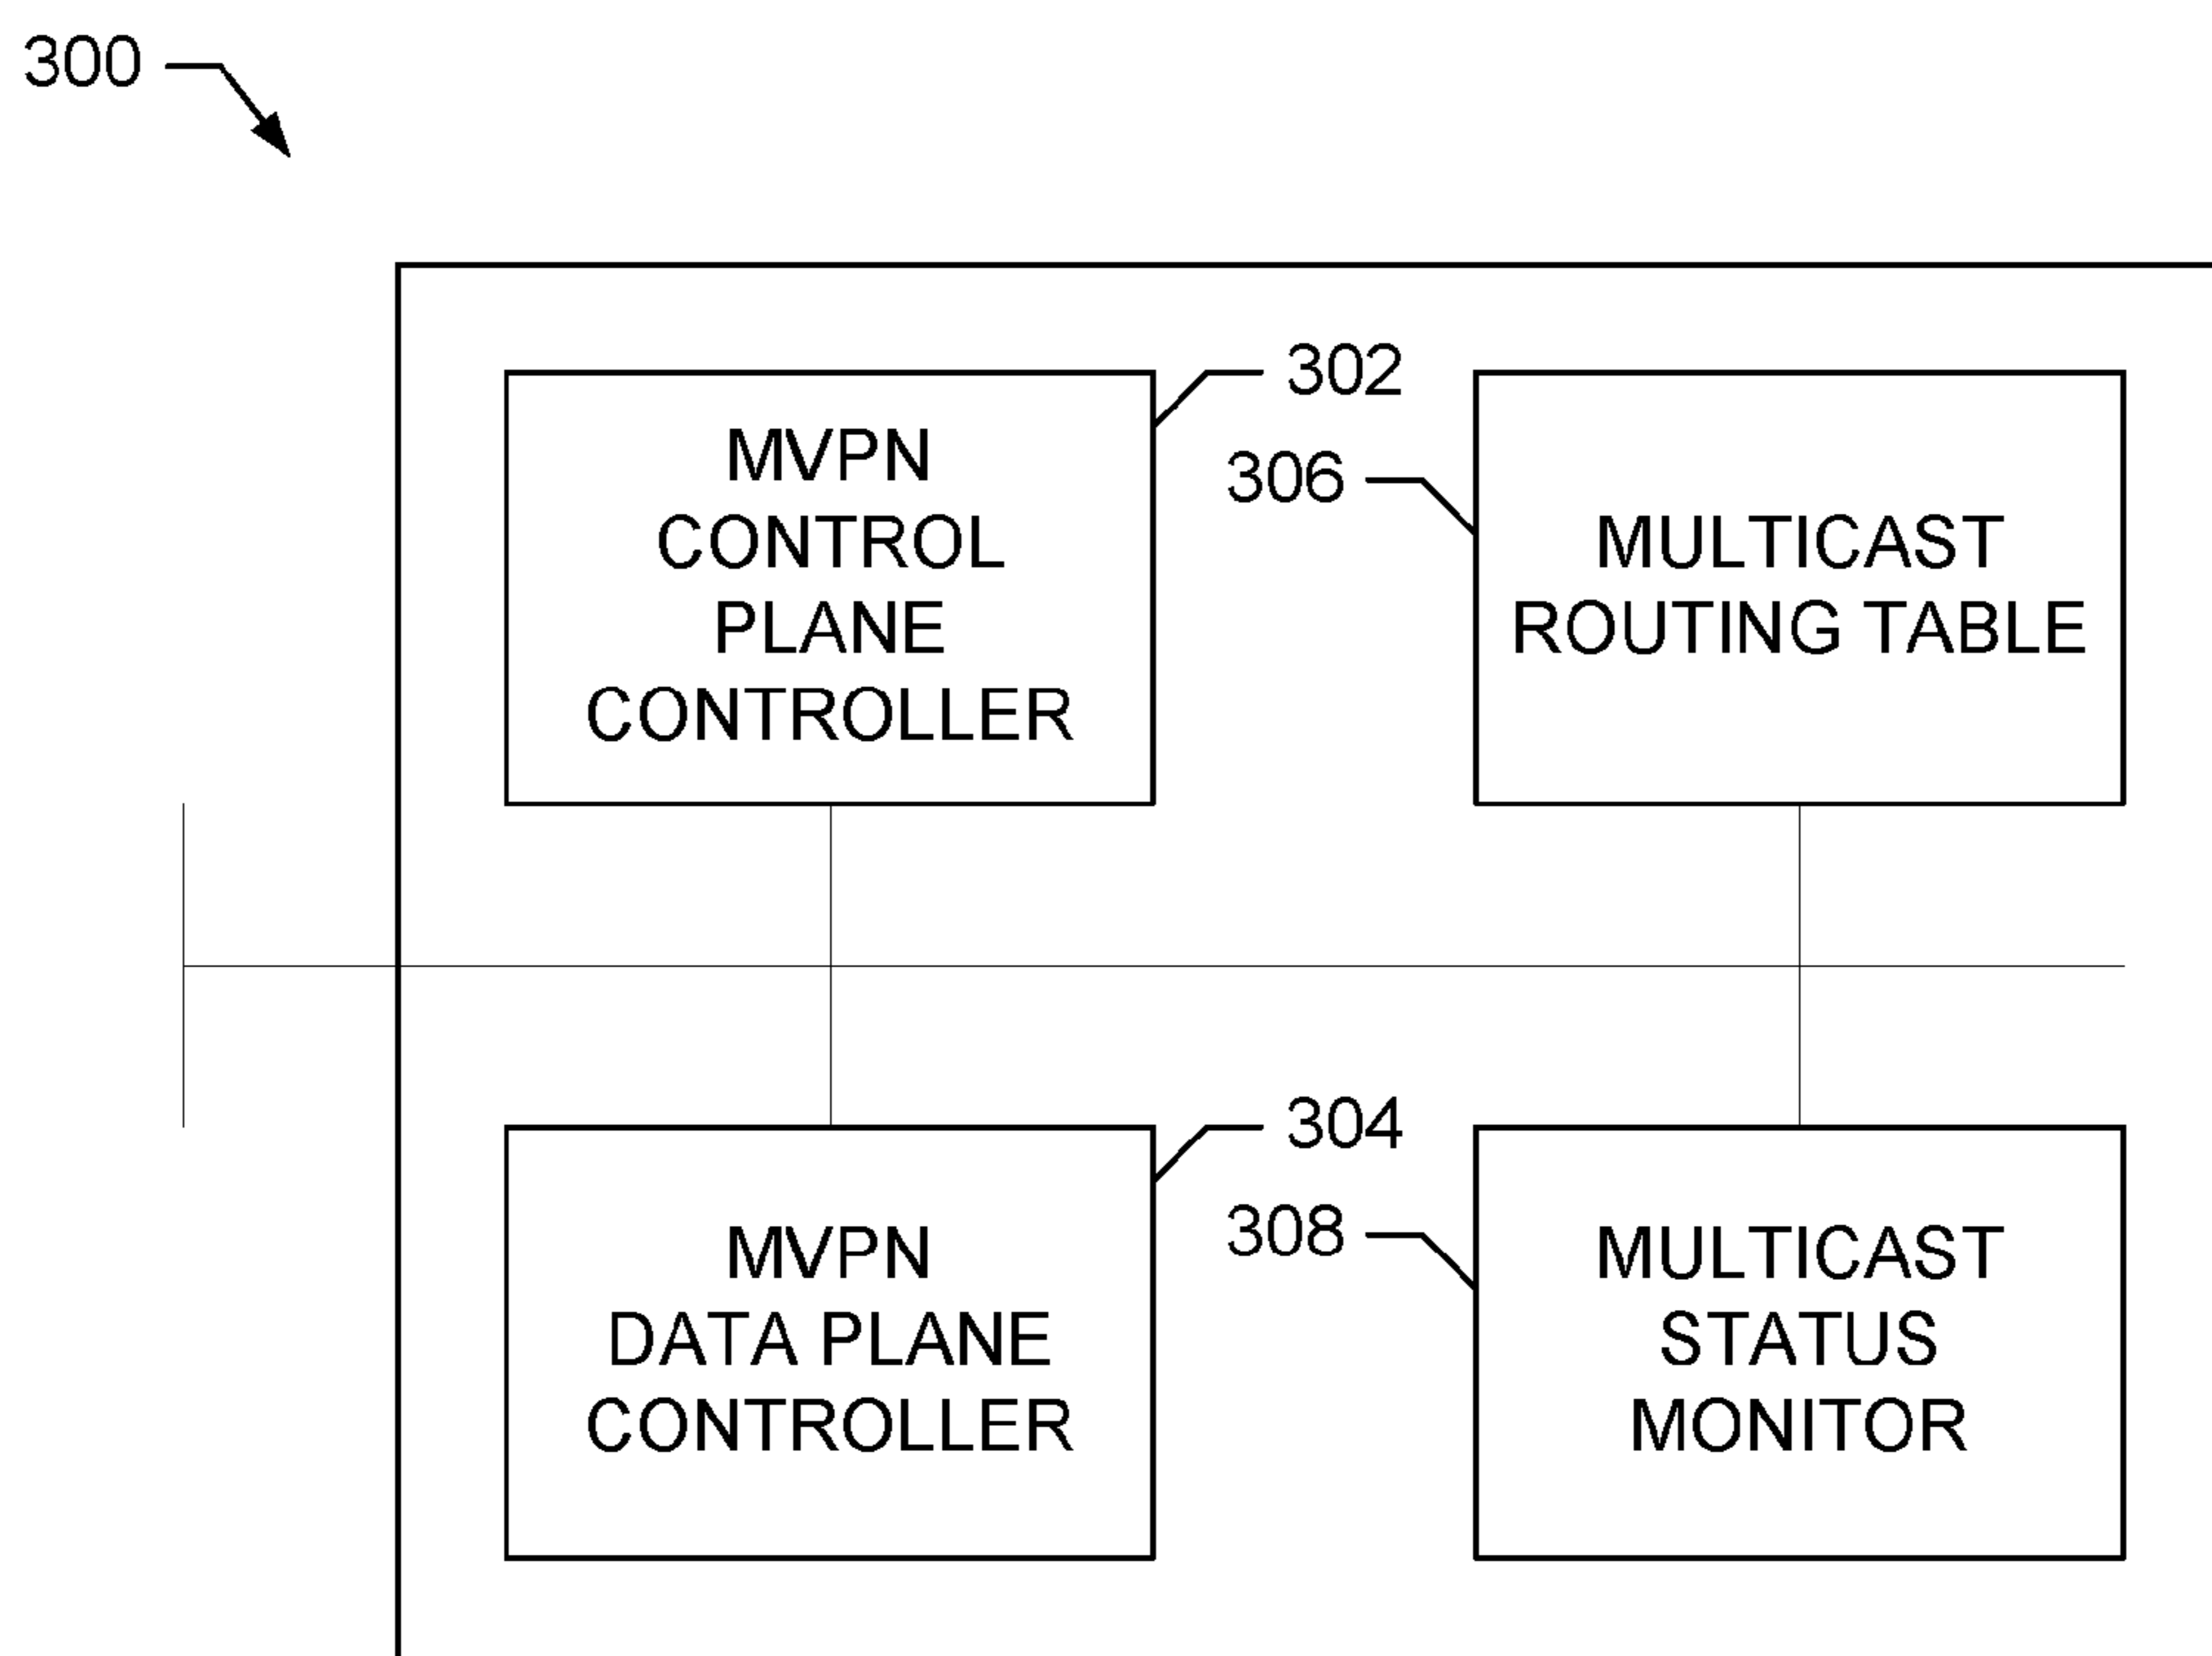 300
302
MVPN
CONTROL
PLANE
CONTROLLER
306
MULTICAST
ROUTING TABLE
304
MVPN
DATA PLANE
CONTROLLER
308
MULTICAST
STATUS
MONITOR